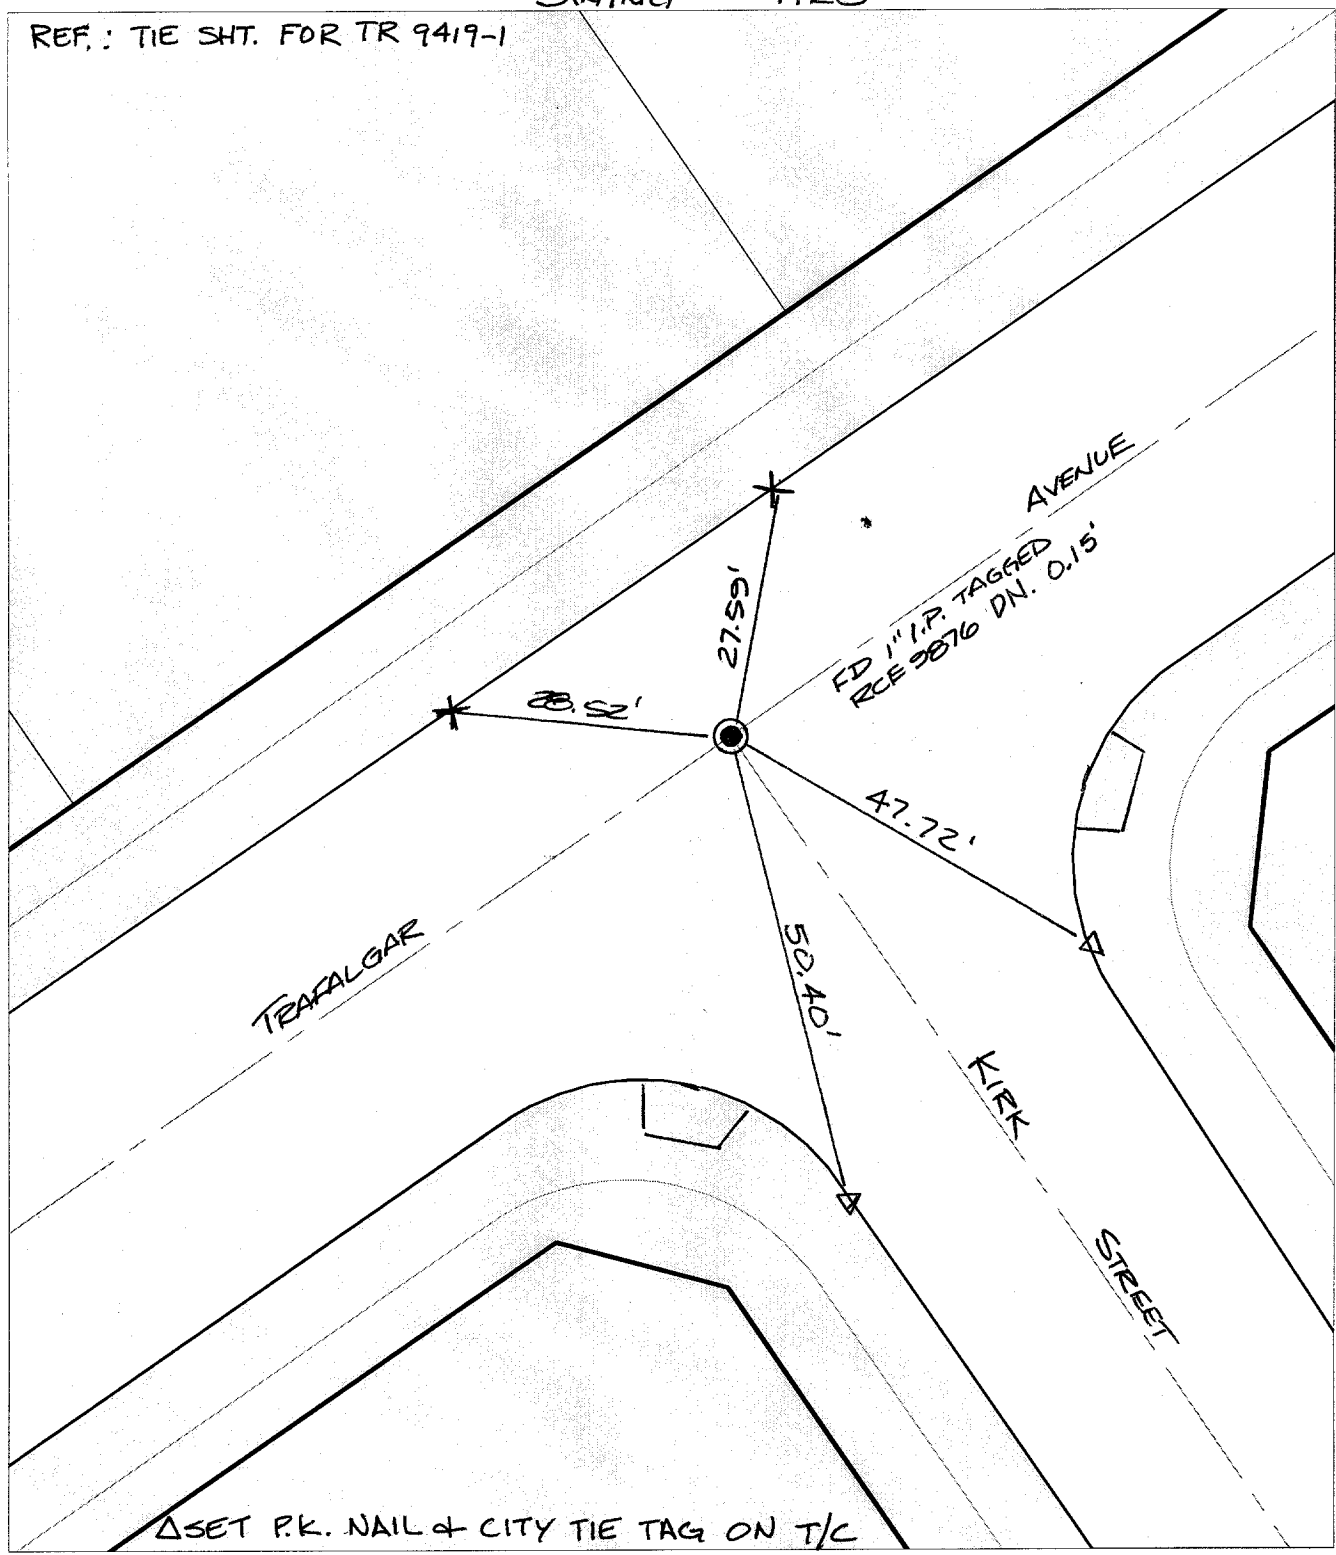 REF.: TIE SHT. FOR TR 9419-1
AVENUE
FD 1" I.P. TAGGED
RCE 9876 DN. 0.15'
27.59'
28.52'
47.72'
50.40'
TRAFALGAR
KIRK
STREET
△SET P.K. NAIL & CITY TIE TAG ON T/C